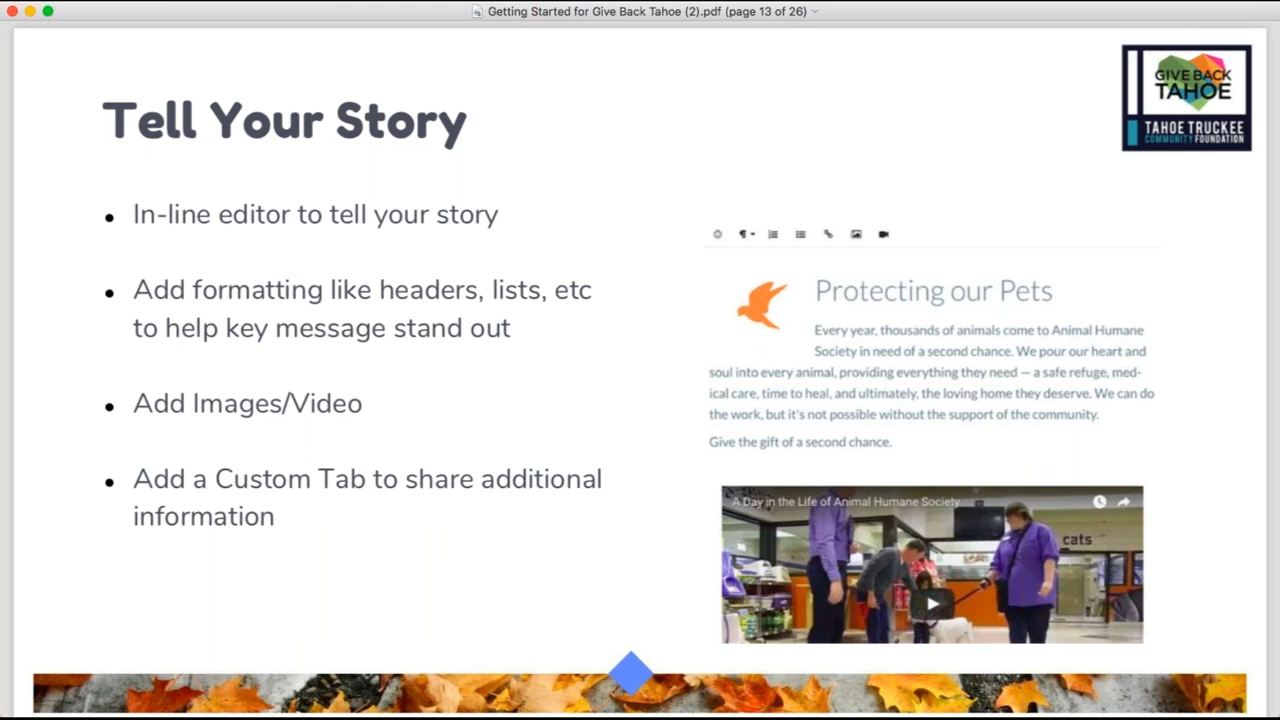 Getting Started for Give Back Tahoe (2).pdf (page 13 of 26)
GIVE BACK
TAHOE
TAHOE TRUCKEE
COMMUNITY FOUNDATION
Tell Your Story
• In-line editor to tell your story
• Add formatting like headers, lists, etc
to help key message stand out
• Add Images/Video
• Add a Custom Tab to share additional
information
Protecting our Pets
Every year, thousands of animals come to Animal Humane
Society in need of a second chance. We pour our heart and
soul into every animal, providing everything they need — a safe refuge, med-
ical care, time to heal, and ultimately, the loving home they deserve. We can do
the work, but it's not possible without the support of the community.
Give the gift of a second chance.
A Day in the Life of Animal Humane Society
cats